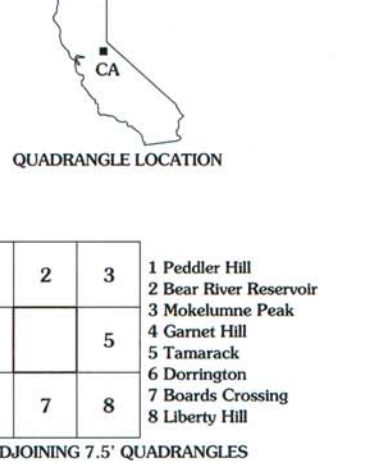 CA
QUADRANGLE LOCATION
2 3
5
7 8
1 Peddler Hill
2 Bear River Reservoir
3 Mokelumne Peak
4 Garnet Hill
5 Tamarack
6 Dorrington
7 Boards Crossing
8 Liberty Hill
DJOINING 7.5' QUADRANGLES